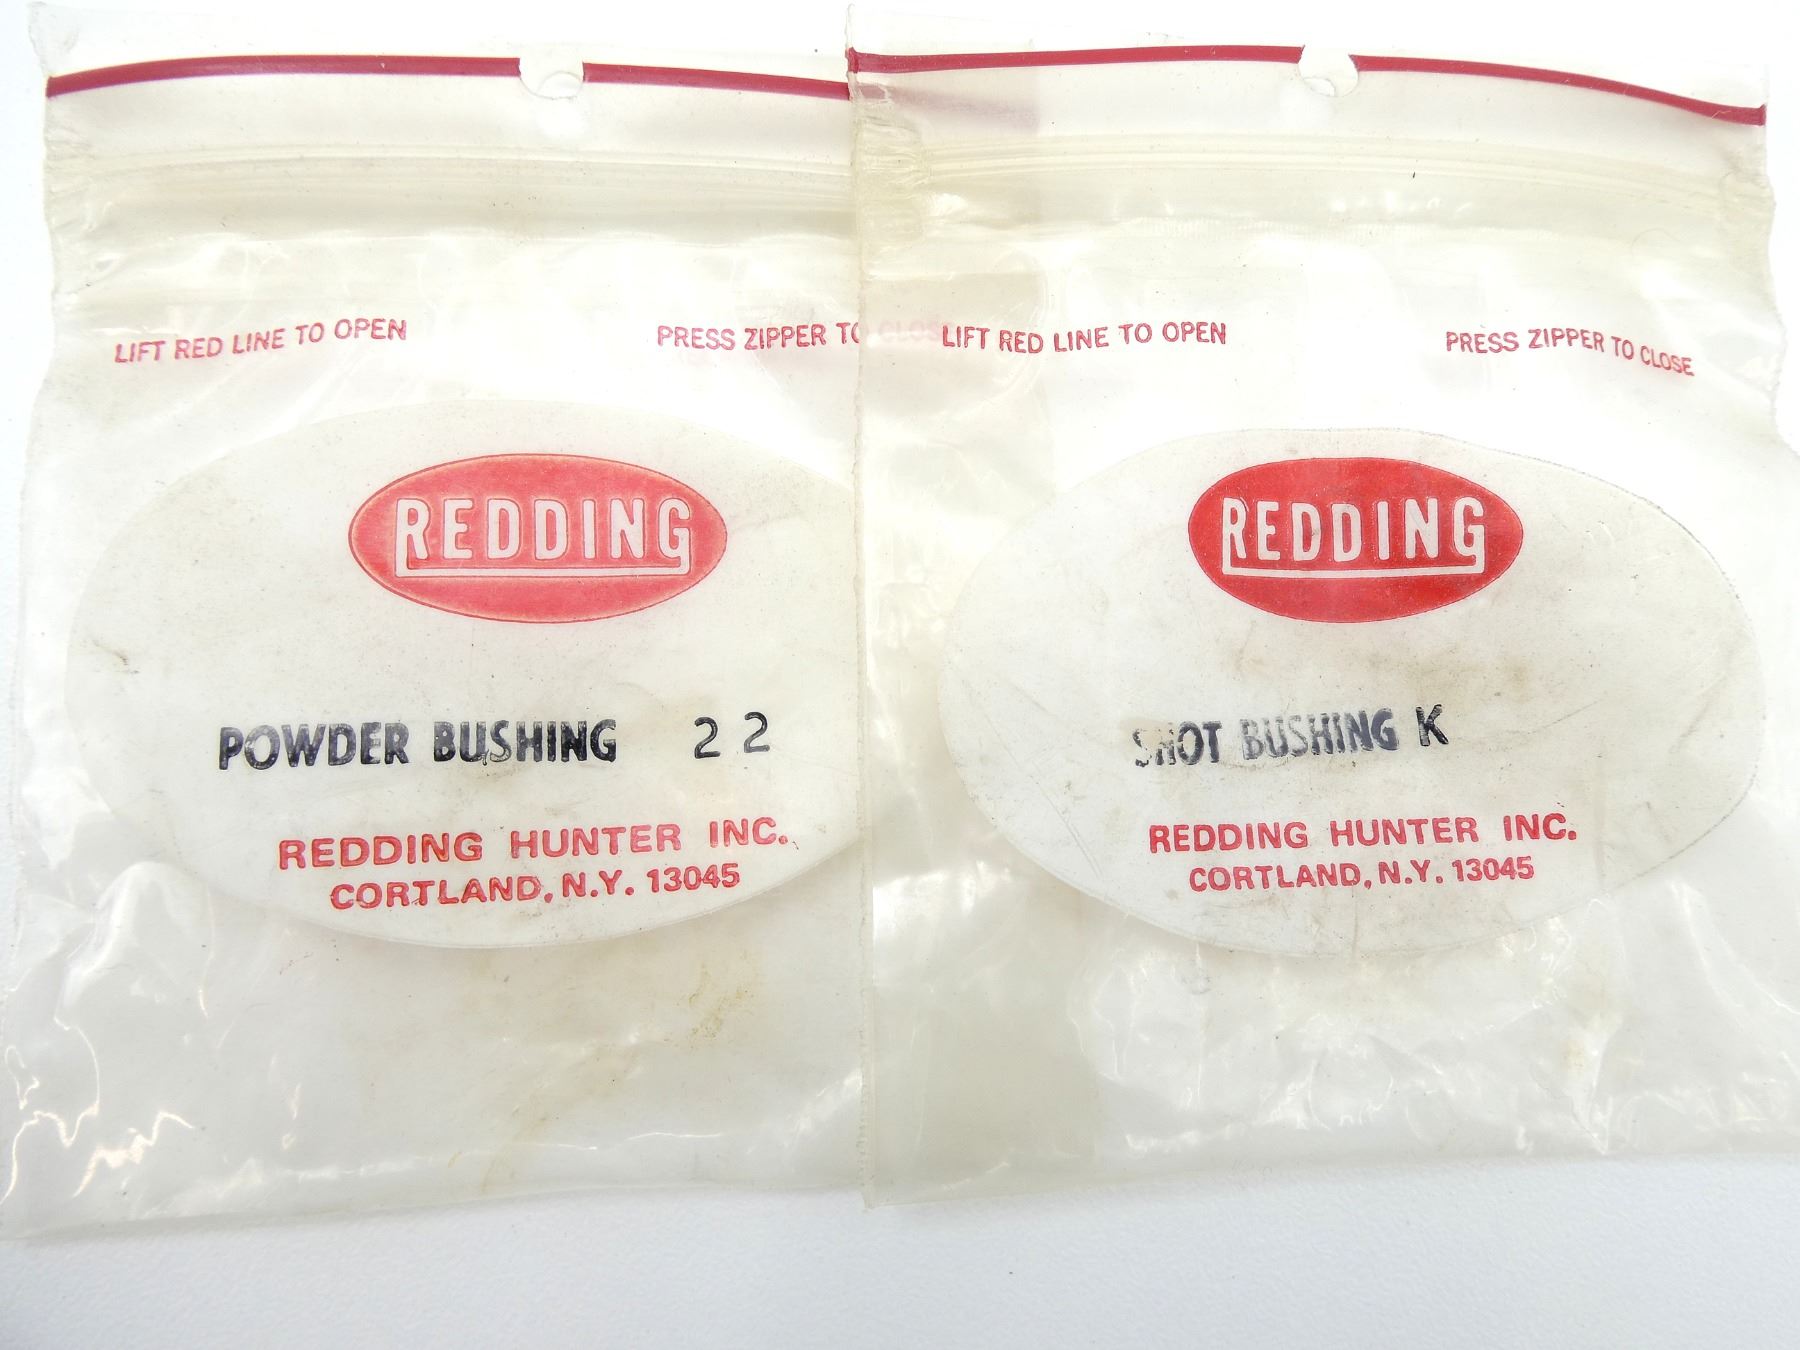 LIFT RED LINE TO OPEN
PRESS ZIPPER TO CLOSE
REDDING
POWDER BUSHING 22
REDDING HUNTER INC.
CORTLAND, N.Y. 13045
LIFT RED LINE TO OPEN
PRESS ZIPPER TO CLOSE
REDDING
SHOT BUSHING K
REDDING HUNTER INC.
CORTLAND, N.Y. 13045